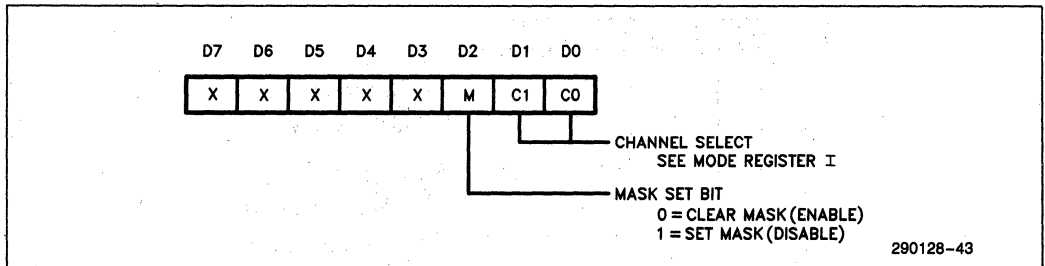 D7 D6 D5 D4 D3 D2 D1 D0
X X X X X M C1 C0
CHANNEL SELECT
SEE MODE REGISTER I
MASK SET BIT
0 = CLEAR MASK (ENABLE)
1 = SET MASK (DISABLE)
290128-43